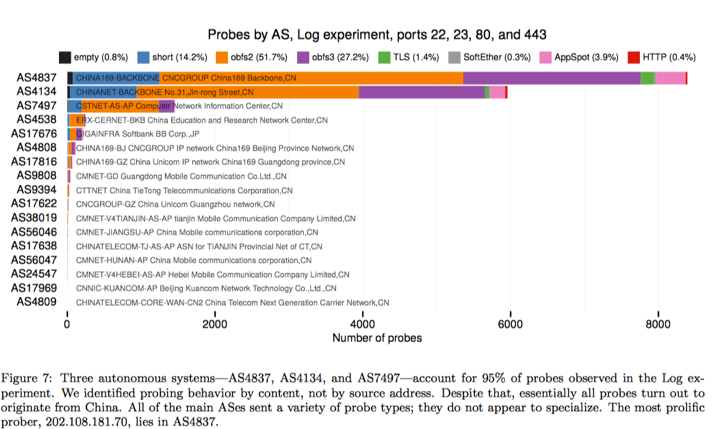 Probes by AS, Log experiment, ports 22, 23, 80, and 443
empty (0.8%) short (14.2%) obfs2 (51.7%) obfs3 (27.2%) TLS (1.4%) SoftEther (0.3%) AppSpot (3.9%) HTTP (0.4%)
AS4837 CHINA169-BACKBONE CNCGROUP China169 Backbone,CN
AS4134 CHINANET-BACKBONE No.31,Jin-rong Street,CN
AS7497 CSTNET-AS-AP Computer Network Information Center,CN
AS4538 ERX-CERNET-BKB China Education and Research Network Center,CN
AS17676 GIGAINFRA Softbank BB Corp.,JP
AS4808 CHINA169-BJ CNCGROUP IP network China169 Beijing Province Network,CN
AS17816 CHINA169-GZ China Unicom IP network China169 Guangdong province,CN
AS9808 CMNET-GD Guangdong Mobile Communication Co.Ltd.,CN
AS9394 CTTNET China TieTong Telecommunications Corporation,CN
AS17622 CNCGROUP-GZ China Unicom Guangzhou network,CN
AS38019 CMNET-V4TIANJIN-AS-AP tianjin Mobile Communication Company Limited,CN
AS56046 CMNET-JIANGSU-AP China Mobile communications corporation,CN
AS17638 CHINATELECOM-TJ-AS-AP ASN for TIANJIN Provincial Net of CT,CN
AS56047 CMNET-HUNAN-AP China Mobile communications corporation,CN
AS24547 CMNET-V4HEBEI-AS-AP Hebei Mobile Communication Company Limited,CN
AS17969 CNNIC-KUANCOM-AP Beijing Kuancom Network Technology Co.,Ltd.,CN
AS4809 CHINATELECOM-CORE-WAN-CN2 China Telecom Next Generation Carrier Network,CN
0 2000 4000 6000 8000
Number of probes
Figure 7: Three autonomous systems—AS4837, AS4134, and AS7497—account for 95% of probes observed in the Log ex-
periment. We identified probing behavior by content, not by source address. Despite that, essentially all probes turn out to
originate from China. All of the main ASes sent a variety of probe types; they do not appear to specialize. The most prolific
prober, 202.108.181.70, lies in AS4837.